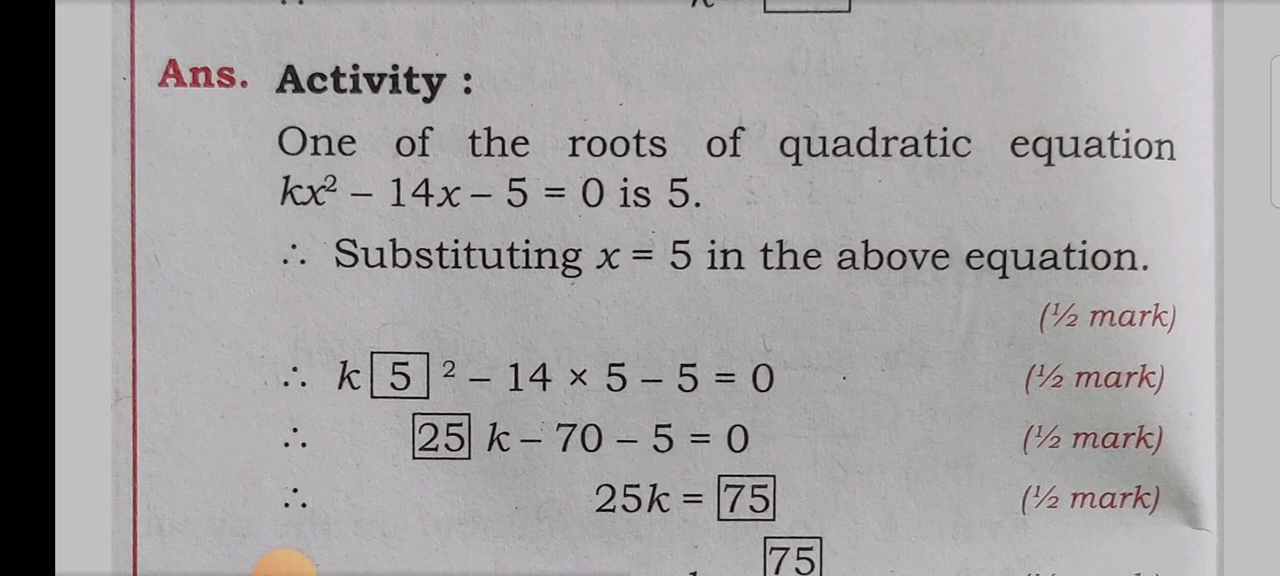 Ans. Activity :
One of the roots of quadratic equation
kx² – 14x – 5 = 0 is 5.
∴ Substituting x = 5 in the above equation.
(½ mark)
∴ k 5 ² – 14 × 5 – 5 = 0 (½ mark)
∴ 25 k – 70 – 5 = 0 (½ mark)
∴ 25k = 75 (½ mark)
75